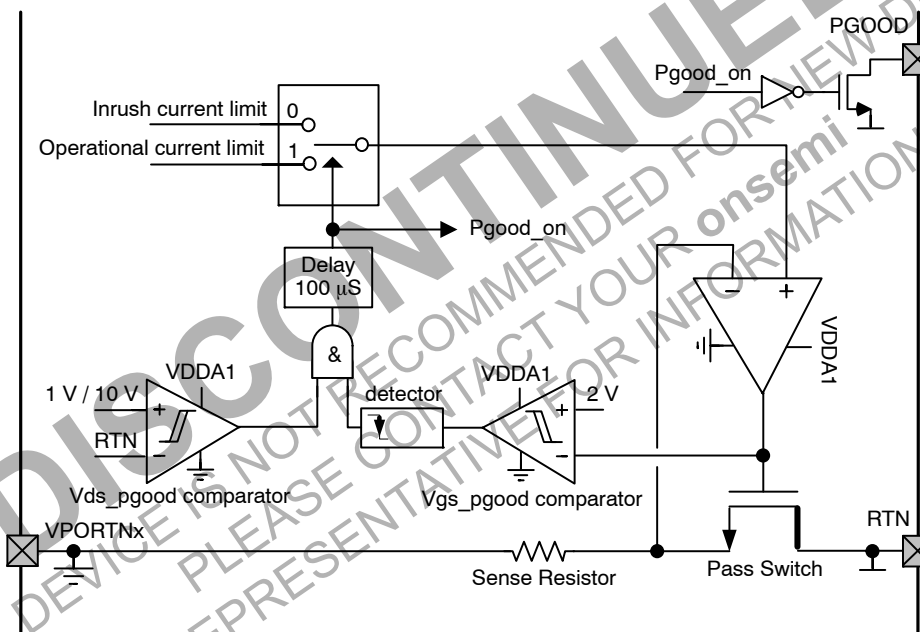 PGOOD
Pgood_on
Inrush current limit
0
Operational current limit
1
Pgood_on
Delay
100 μS
&
− +
VDDA1
1 V / 10 V
VDDA1
detector
VDDA1
2 V
+
+
RTN
−
−
Vds_pgood comparator
Vgs_pgood comparator
VPORTNx
RTN
Sense Resistor
Pass Switch
DISCONTINUED
DEVICE IS NOT RECOMMENDED FOR NEW D
PLEASE CONTACT YOUR onsemi
REPRESENTATIVE FOR INFORMATION